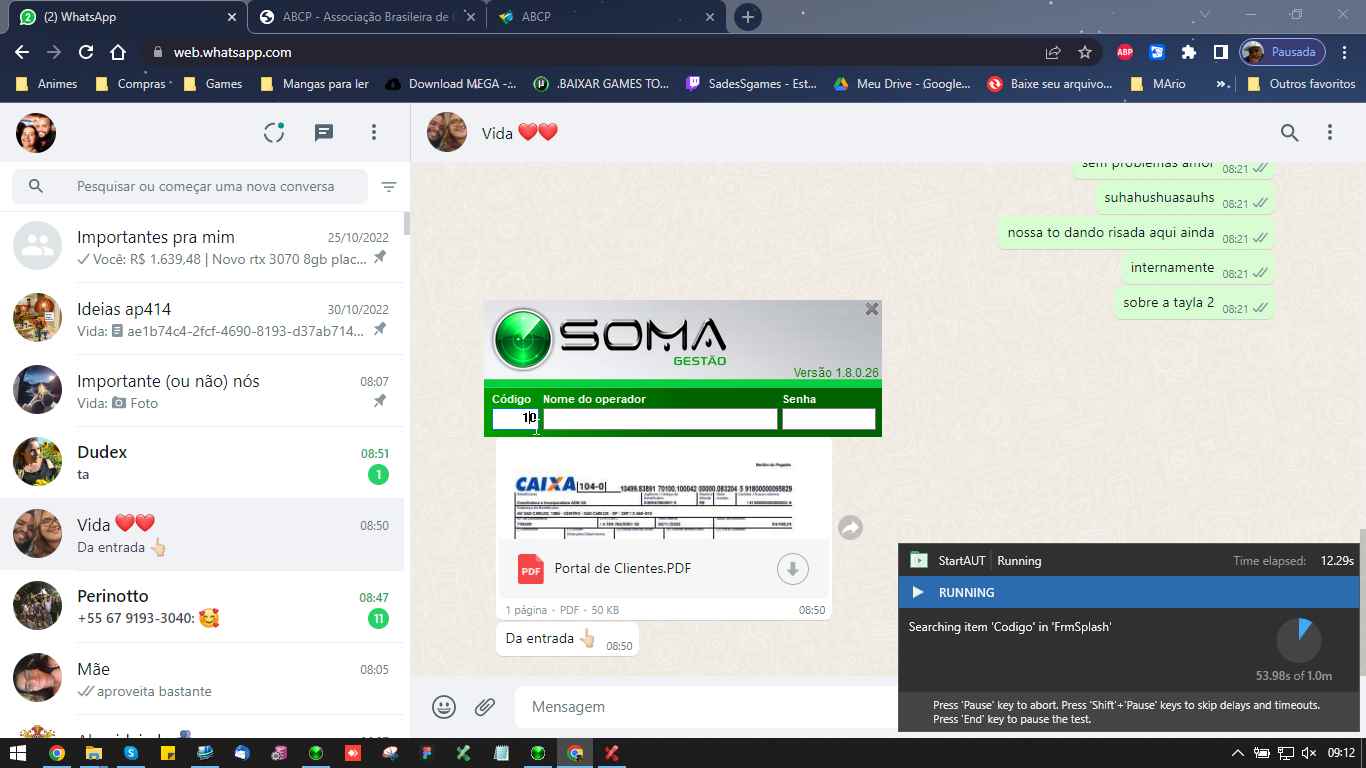 (2) WhatsApp
ABCP - Associação Brasileira de
ABCP
web.whatsapp.com
ABP
Pausada
Animes
Compras
Games
Mangas para ler
Download MEGA -...
.BAIXAR GAMES TO...
SadesSgames - Est...
Meu Drive - Google...
Baixe seu arquivo...
MArio
Outros favoritos
Vida ❤️❤️
Pesquisar ou começar uma nova conversa
Importantes pra mim 25/10/2022
Você: R$ 1.639,48 | Novo rtx 3070 8gb plac...
Ideias ap414 30/10/2022
Vida: ae1b74c4-2fcf-4690-8193-d37ab714...
Importante (ou não) nós 08:07
Vida: Foto
Dudex 08:51
ta 1
Vida ❤️❤️ 08:50
Da entrada 👆🏻
Perinotto 08:47
+55 67 9193-3040: 🥰 11
Mãe 08:05
aproveita bastante
sem problemas amor 08:21
suhahushuasauhs 08:21
nossa to dando risada aqui ainda 08:21
internamente 08:21
sobre a tayla 2 08:21
SOMA
GESTÃO
Versão 1.8.0.26
Código Nome do operador Senha
10
CAIXA 104-0
Portal de Clientes.PDF
PDF
1 página • PDF • 50 KB 08:50
Da entrada 👆🏻 08:50
Mensagem
StartAUT Running Time elapsed: 12.29s
RUNNING
Searching item 'Codigo' in 'FrmSplash'
53.98s of 1.0m
Press 'Pause' key to abort. Press 'Shift'+'Pause' keys to skip delays and timeouts.
Press 'End' key to pause the test.
09:12